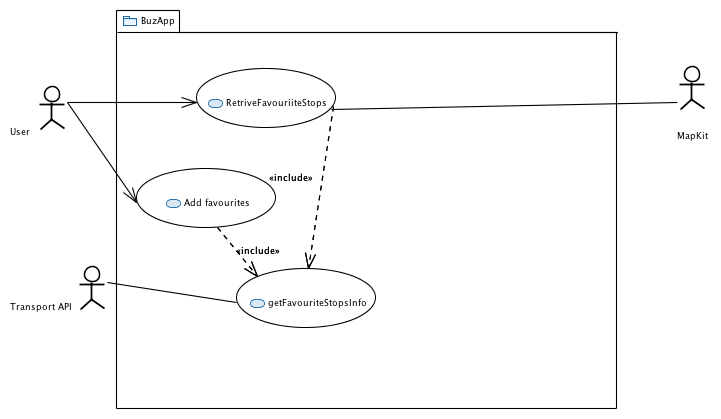 BuzApp
RetriveFavouriiteStops
User
MapKit
«include»
Add favourites
«include»
Transport API
getFavouriteStopsInfo